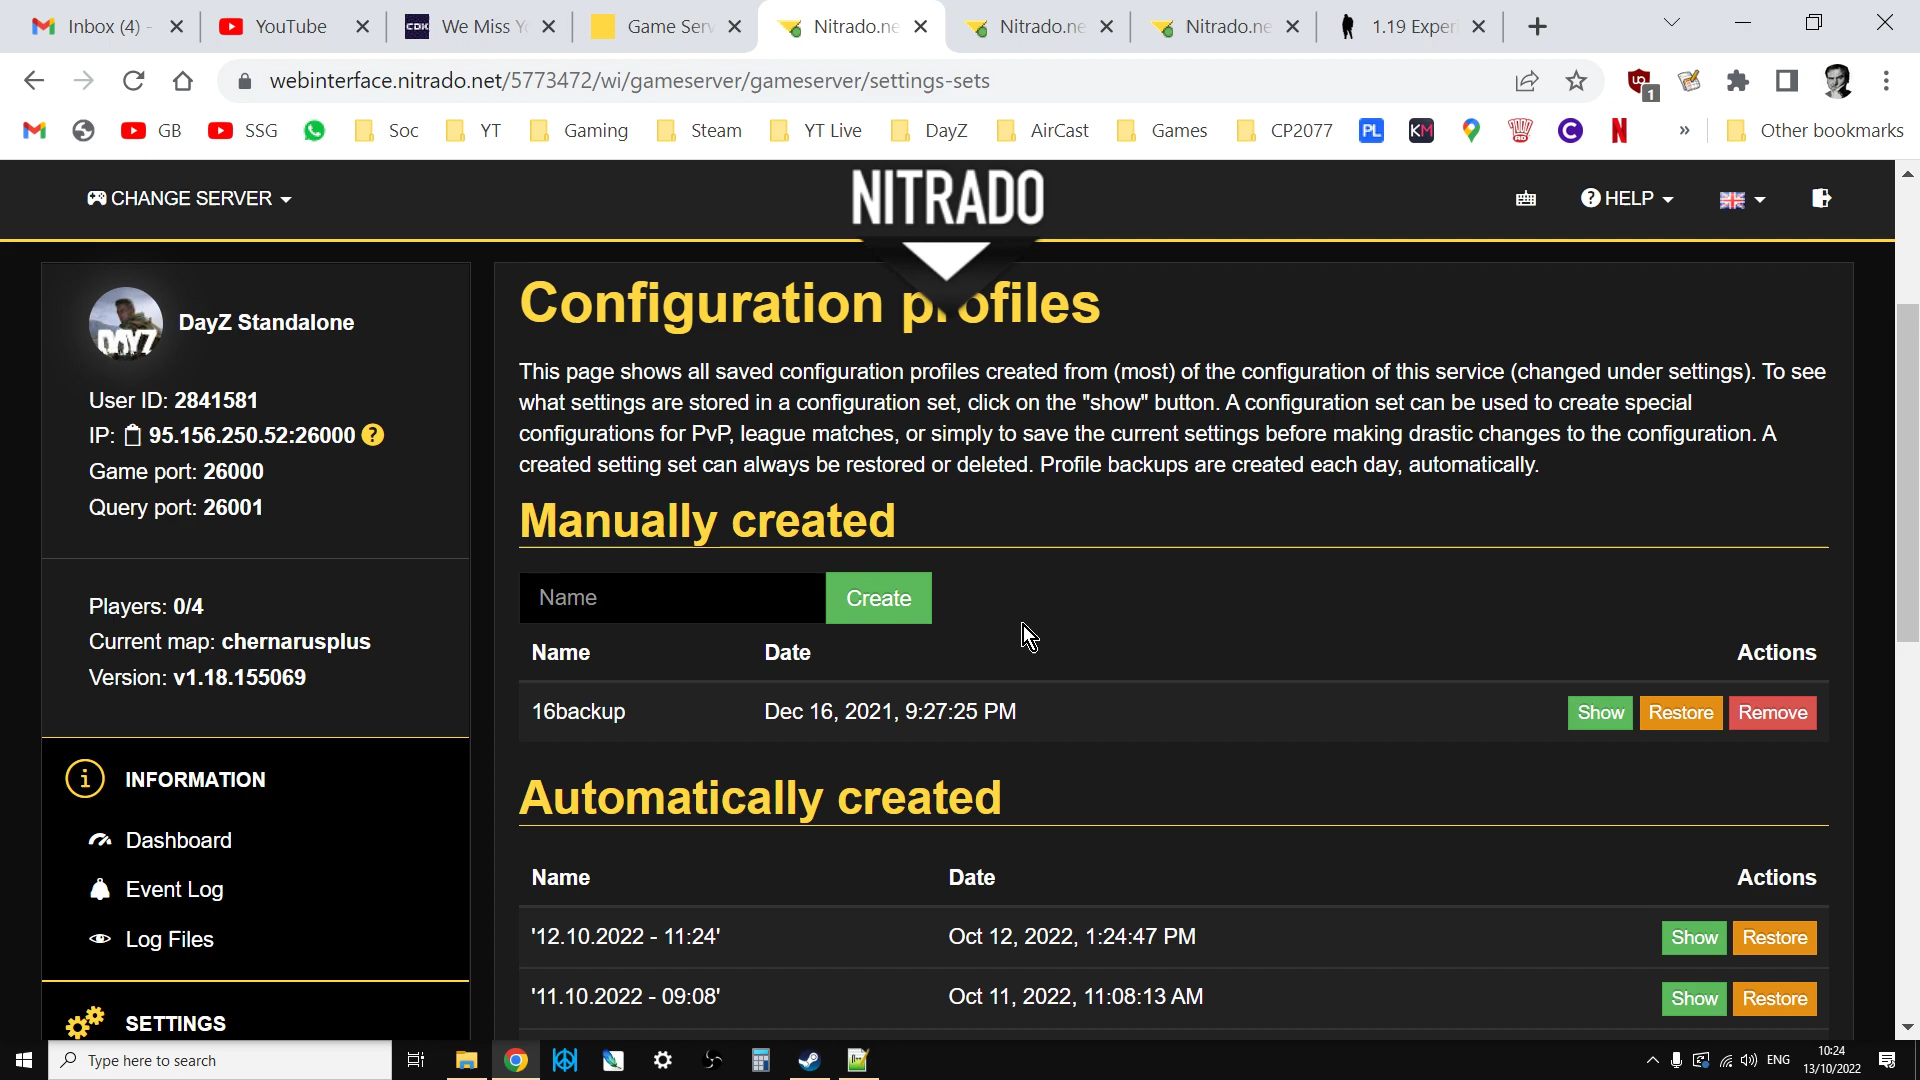 Inbox (4) -
YouTube
We Miss Y
Game Serv
Nitrado.ne
Nitrado.ne
Nitrado.ne
1.19 Exper
webinterface.nitrado.net/5773472/wi/gameserver/gameserver/settings-sets
1
GB
SSG
Soc
YT
Gaming
Steam
YT Live
DayZ
AirCast
Games
CP2077
PL
KM
»
Other bookmarks
CHANGE SERVER
NITRADO
HELP
DAYZ
DayZ Standalone
User ID: 2841581
IP: 95.156.250.52:26000 ?
Game port: 26000
Query port: 26001
Players: 0/4
Current map: chernarusplus
Version: v1.18.155069
INFORMATION
Dashboard
Event Log
Log Files
SETTINGS
Configuration profiles
This page shows all saved configuration profiles created from (most) of the configuration of this service (changed under settings). To see
what settings are stored in a configuration set, click on the "show" button. A configuration set can be used to create special
configurations for PvP, league matches, or simply to save the current settings before making drastic changes to the configuration. A
created setting set can always be restored or deleted. Profile backups are created each day, automatically.
Manually created
Name
Create
Name Date Actions
16backup Dec 16, 2021, 9:27:25 PM Show Restore Remove
Automatically created
Name Date Actions
'12.10.2022 - 11:24' Oct 12, 2022, 1:24:47 PM Show Restore
'11.10.2022 - 09:08' Oct 11, 2022, 11:08:13 AM Show Restore
Type here to search
ENG
10:24
13/10/2022